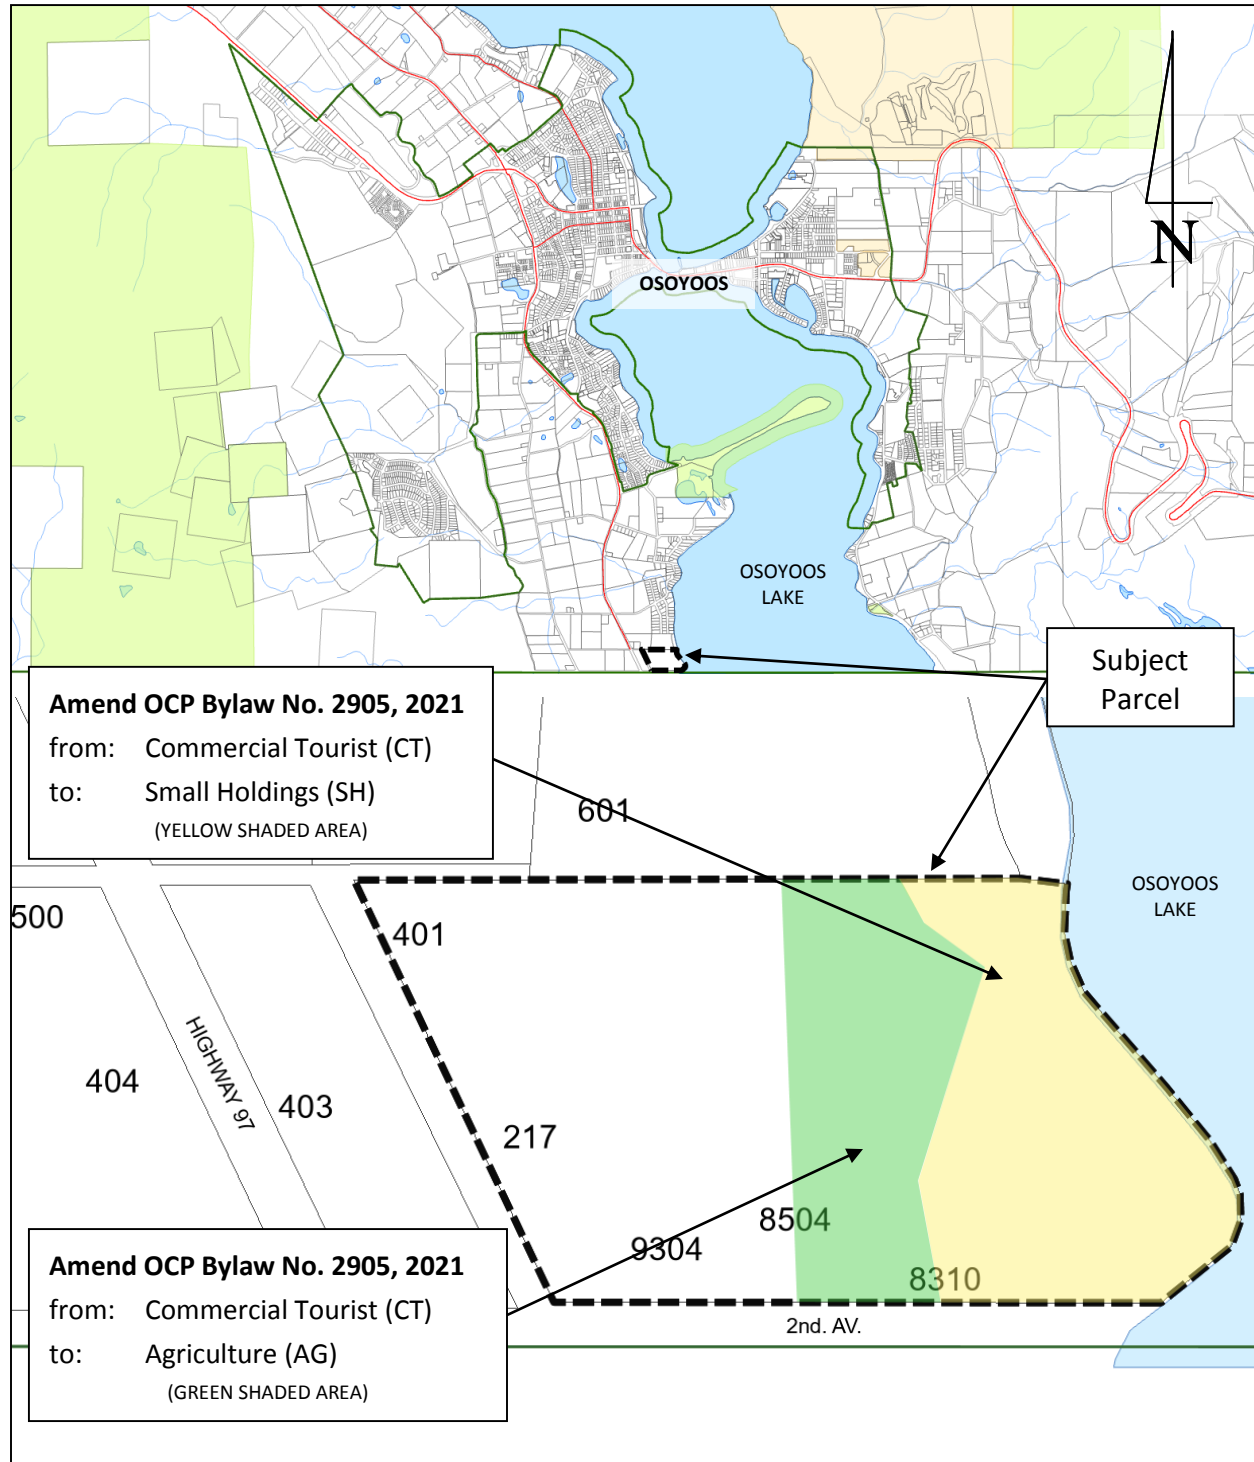 N
OSOYOOS
OSOYOOS
LAKE
Subject
Parcel
Amend OCP Bylaw No. 2905, 2021
from: Commercial Tourist (CT)
to: Small Holdings (SH)
(YELLOW SHADED AREA)
601
OSOYOOS
LAKE
500
401
HIGHWAY 97
404
403
217
8504
9304
8310
2nd. AV.
Amend OCP Bylaw No. 2905, 2021
from: Commercial Tourist (CT)
to: Agriculture (AG)
(GREEN SHADED AREA)